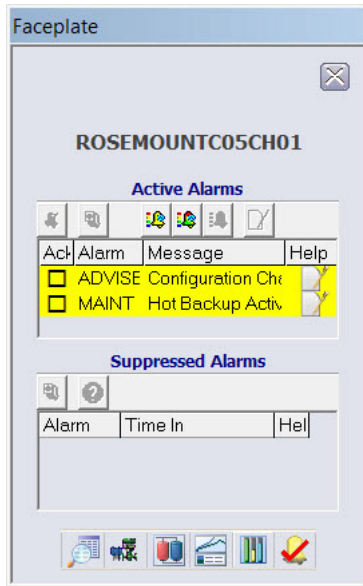 Faceplate
ROSEMOUNTC05CH01
Active Alarms
Ack Alarm Message Help
ADVISE Configuration Cha
MAINT Hot Backup Activ
Suppressed Alarms
Alarm Time In Hel